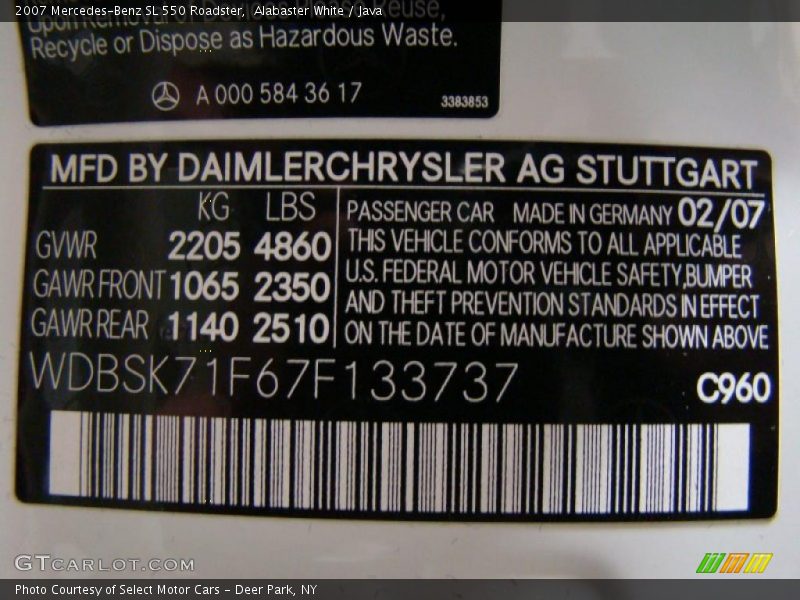 2007 Mercedes-Benz SL 550 Roadster, Alabaster White / Java
Upon Removal
Recycle or Dispose as Hazardous Waste.
A 000 584 36 17
3383853
MFD BY DAIMLERCHRYSLER AG STUTTGART
KG LBS
GVWR 2205 4860
GAWR FRONT 1065 2350
GAWR REAR 1140 2510
PASSENGER CAR MADE IN GERMANY 02/07
THIS VEHICLE CONFORMS TO ALL APPLICABLE
U.S. FEDERAL MOTOR VEHICLE SAFETY,BUMPER
AND THEFT PREVENTION STANDARDS IN EFFECT
ON THE DATE OF MANUFACTURE SHOWN ABOVE
WDBSK71F67F133737
C960
GTCARLOT.COM
Photo Courtesy of Select Motor Cars - Deer Park, NY